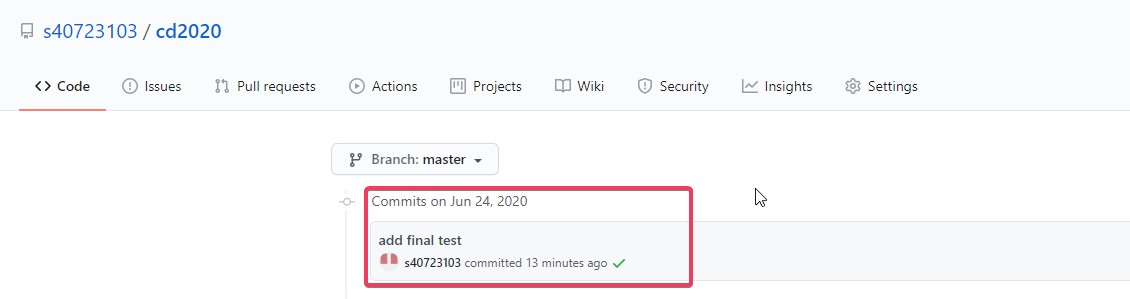 s40723103 / cd2020
Code Issues Pull requests Actions Projects Wiki Security Insights Settings
Branch: master
Commits on Jun 24, 2020
add final test
s40723103 committed 13 minutes ago